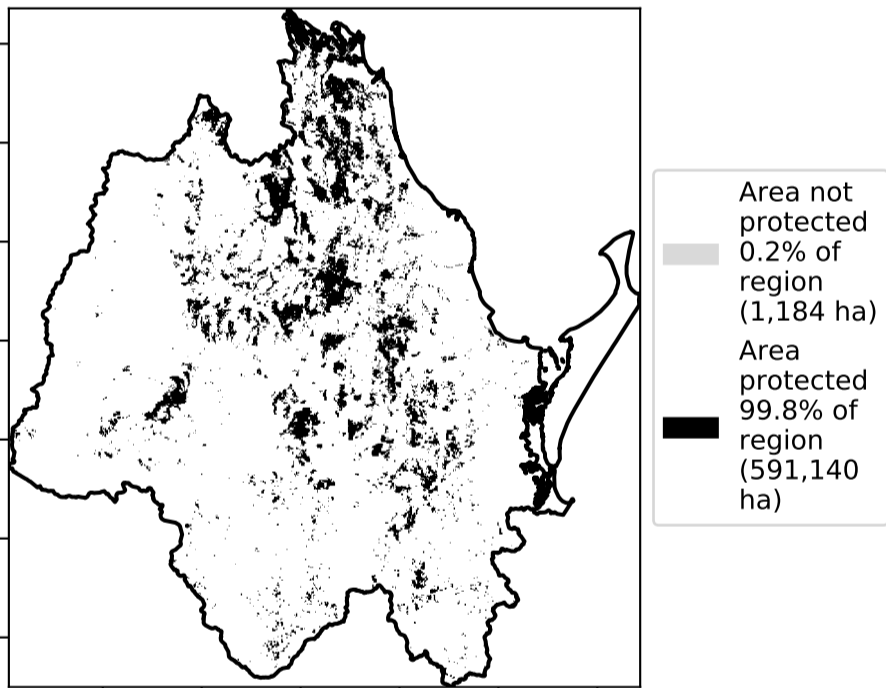 Area not
protected
0.2% of
region
(1,184 ha)
Area
protected
99.8% of
region
(591,140
ha)